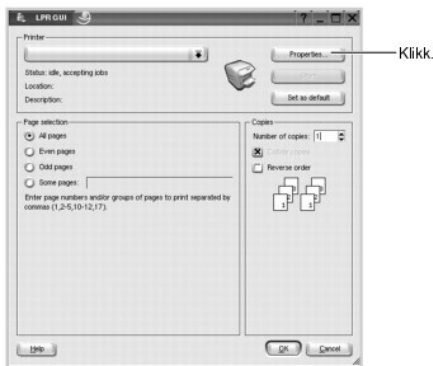 LPR GUI
Printer
Properties...
Klikk.
Status: idle, accepting jobs
Location:
Set as default
Description:
Page selection
Copies
All pages
Number of copies: 1
Even pages
Collate copies
Odd pages
Reverse order
Some pages:
Enter page numbers and/or groups of pages to print separated by
commas (1,2-5,10-12,17).
Help
OK
Cancel